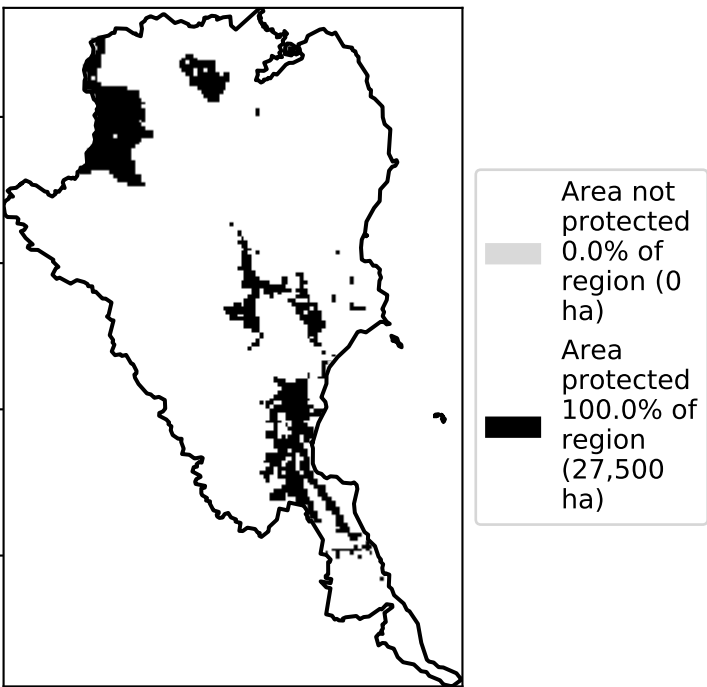 Area not
protected
0.0% of
region (0
ha)
Area
protected
100.0% of
region
(27,500
ha)